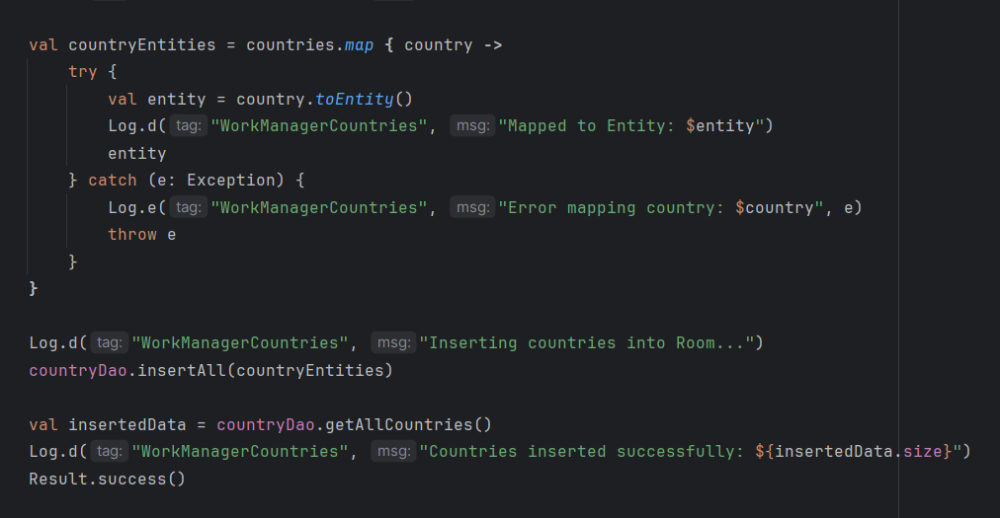 val countryEntities = countries.map { country ->
    try {
        val entity = country.toEntity()
        Log.d( tag: "WorkManagerCountries", msg: "Mapped to Entity: $entity")
        entity
    } catch (e: Exception) {
        Log.e( tag: "WorkManagerCountries", msg: "Error mapping country: $country", e)
        throw e
    }
}
Log.d( tag: "WorkManagerCountries", msg: "Inserting countries into Room...")
countryDao.insertAll(countryEntities)
val insertedData = countryDao.getAllCountries()
Log.d( tag: "WorkManagerCountries", msg: "Countries inserted successfully: ${insertedData.size}")
Result.success()